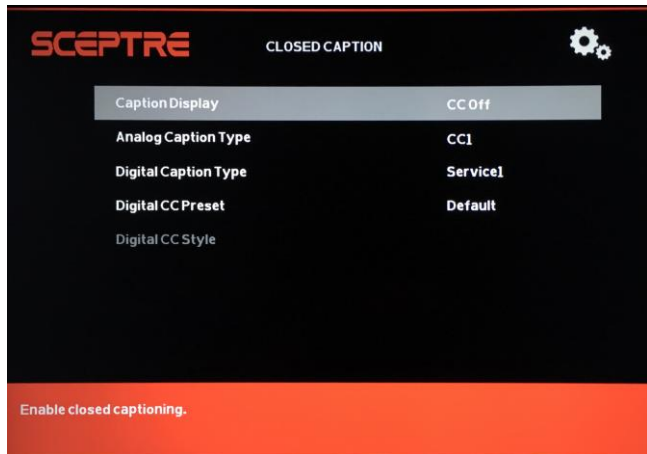 SCEPTRE CLOSED CAPTION
Caption Display CC Off
Analog Caption Type CC1
Digital Caption Type Service1
Digital CC Preset Default
Digital CC Style
Enable closed captioning.